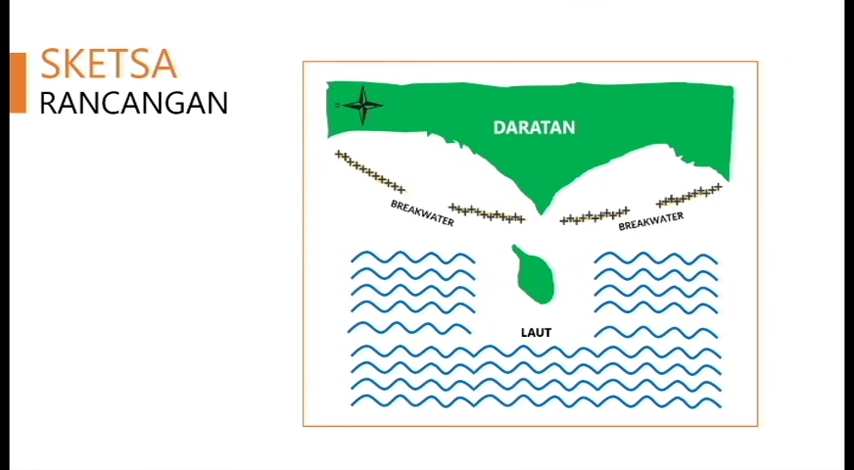 SKETSA
RANCANGAN
DARATAN
BREAKWATER
BREAKWATER
LAUT